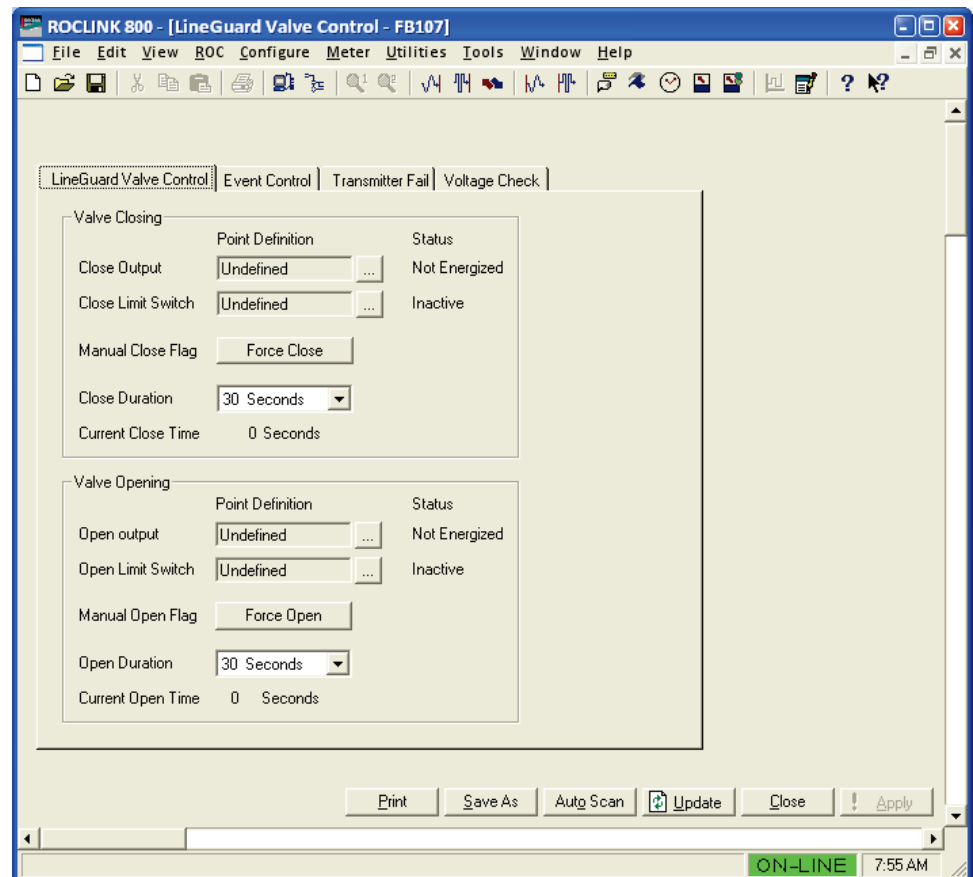 ROCLINK 800 - [LineGuard Valve Control - FB107]
File Edit View ROC Configure Meter Utilities Tools Window Help
LineGuard Valve Control Event Control Transmitter Fail Voltage Check
Valve Closing
Point Definition Status
Close Output Undefined ... Not Energized
Close Limit Switch Undefined ... Inactive
Manual Close Flag Force Close
Close Duration 30 Seconds
Current Close Time 0 Seconds
Valve Opening
Point Definition Status
Open output Undefined ... Not Energized
Open Limit Switch Undefined ... Inactive
Manual Open Flag Force Open
Open Duration 30 Seconds
Current Open Time 0 Seconds
Print Save As Auto Scan Update Close ! Apply
ON-LINE 7:55 AM